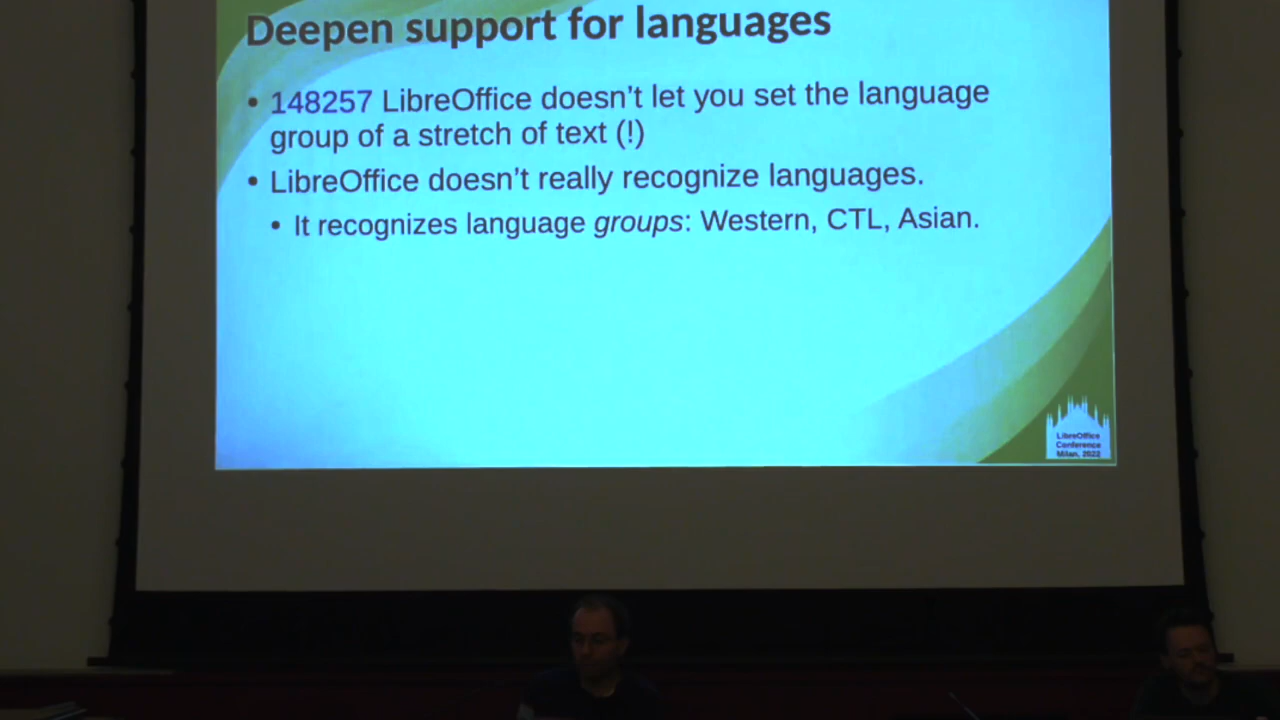 Deepen support for languages
• 148257 LibreOffice doesn't let you set the language
group of a stretch of text (!)
• LibreOffice doesn't really recognize languages.
• It recognizes language groups: Western, CTL, Asian.
LibreOffice
Conference
Milan, 2022